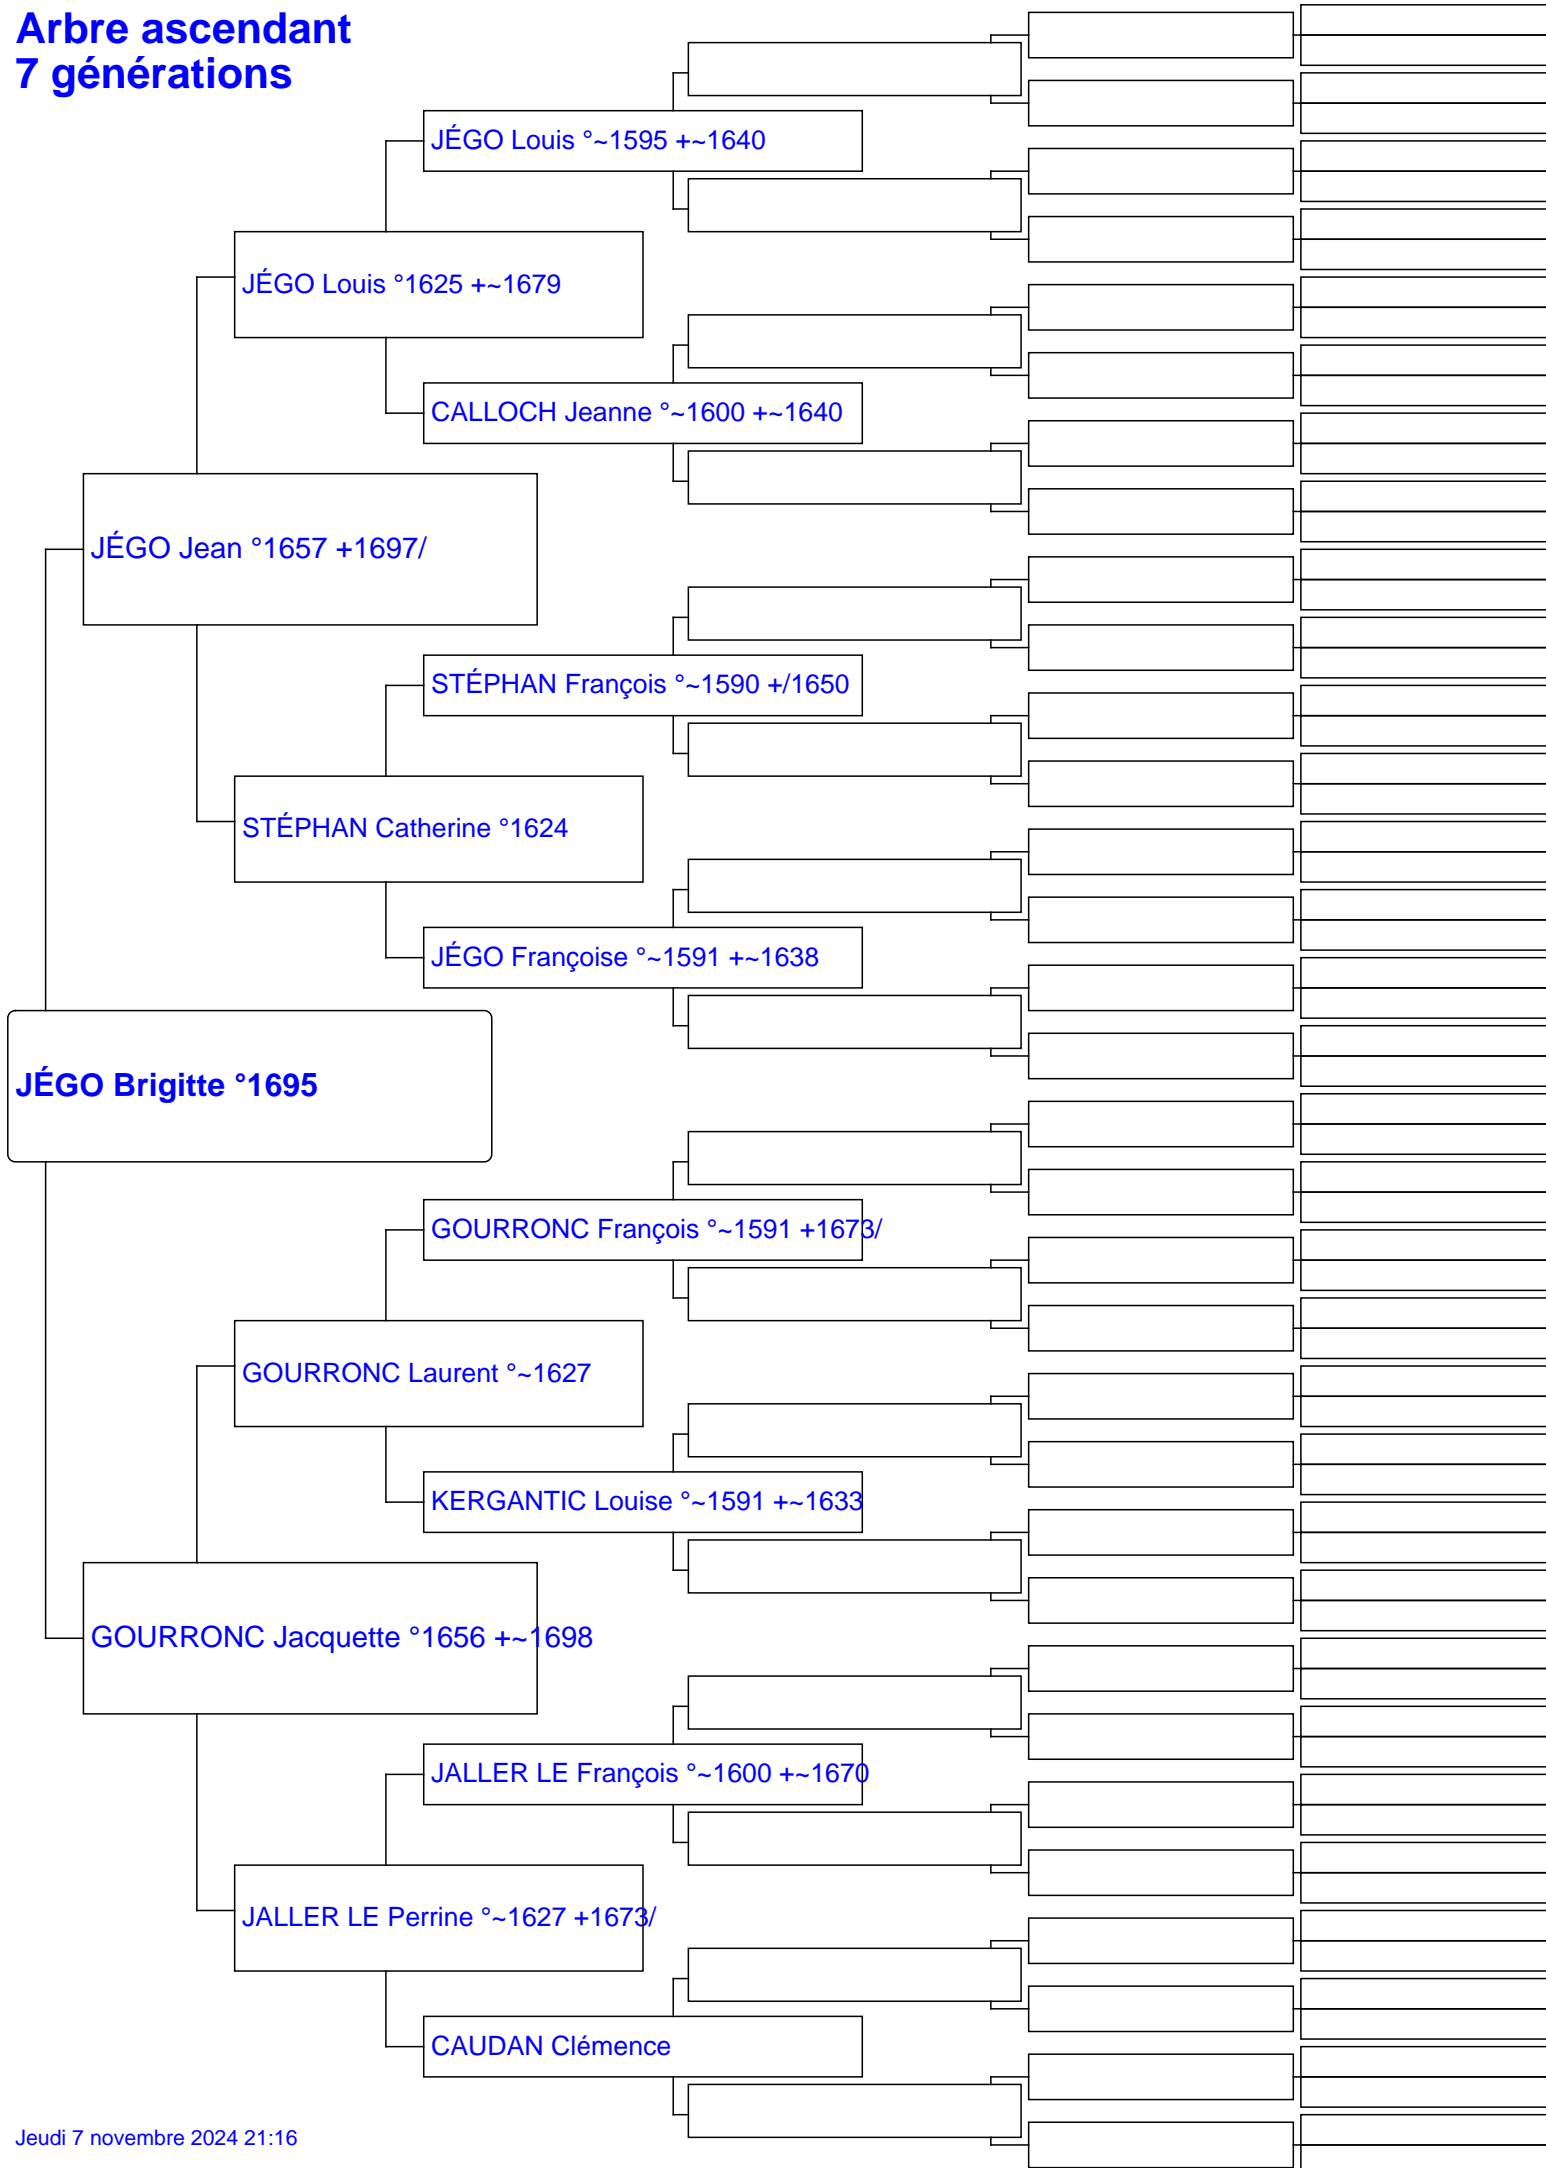 Arbre ascendant
7 générations
JÉGO Louis °~1595 +~1640
JÉGO Louis °1625 +~1679
CALLOCH Jeanne °~1600 +~1640
JÉGO Jean °1657 +1697/
STÉPHAN François °~1590 +/1650
STÉPHAN Catherine °1624
JÉGO Françoise °~1591 +~1638
JÉGO Brigitte °1695
GOURRONC François °~1591 +1673/
GOURRONC Laurent °~1627
KERGANTIC Louise °~1591 +~1633
GOURRONC Jacquette °1656 +~1698
JALLER LE François °~1600 +~1670
JALLER LE Perrine °~1627 +1673/
CAUDAN Clémence
Jeudi 7 novembre 2024 21:16